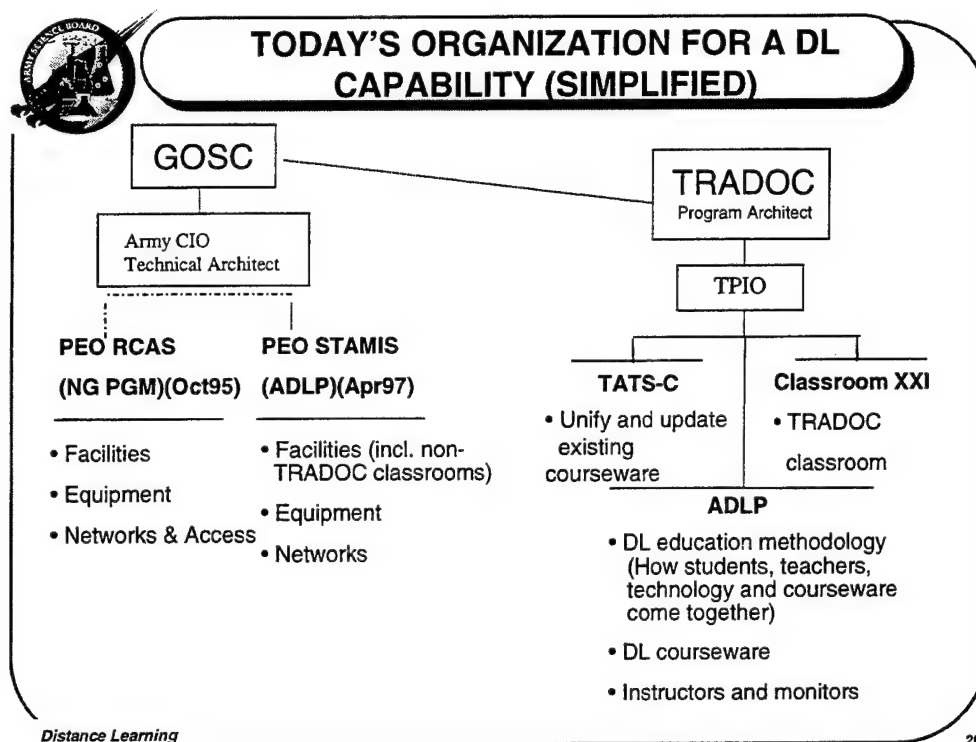 ARMY SCIENCE BOARD
TODAY'S ORGANIZATION FOR A DL
CAPABILITY (SIMPLIFIED)
GOSC
TRADOC
Program Architect
Army CIO
Technical Architect
TPIO
PEO RCAS
(NG PGM)(Oct95)
• Facilities
• Equipment
• Networks & Access
PEO STAMIS
(ADLP)(Apr97)
• Facilities (incl. non-
TRADOC classrooms)
• Equipment
• Networks
TATS-C
• Unify and update
existing
courseware
Classroom XXI
• TRADOC
classroom
ADLP
• DL education methodology
(How students, teachers,
technology and courseware
come together)
• DL courseware
• Instructors and monitors
Distance Learning